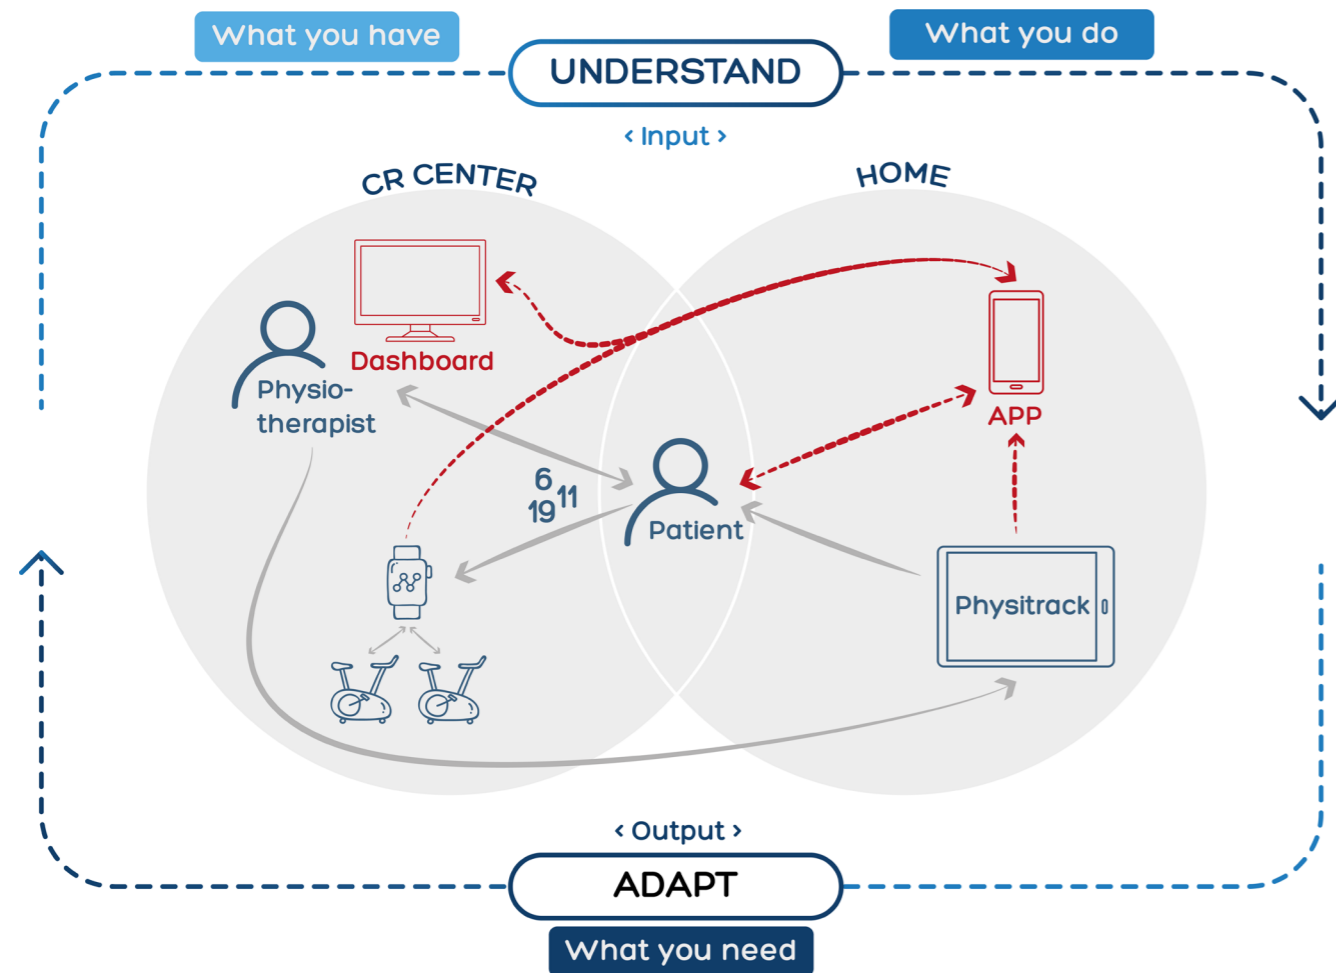 What you have
What you do
UNDERSTAND
‹ Input ›
CR CENTER
HOME
Dashboard
Physio-
therapist
APP
6
19 11
Patient
Physitrack
‹ Output ›
ADAPT
What you need